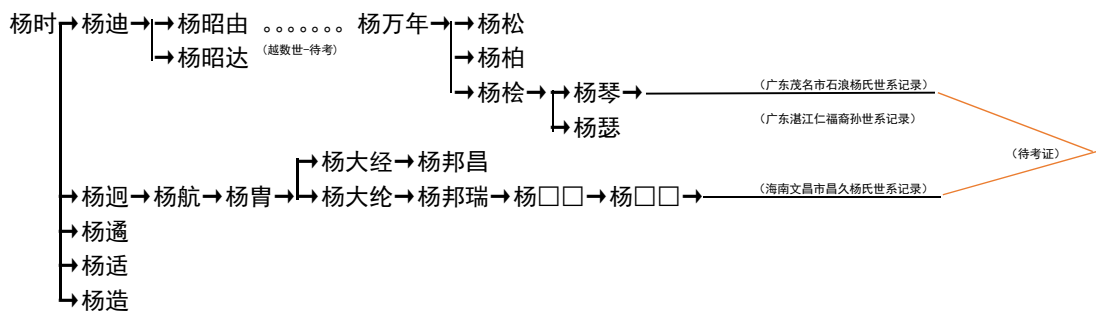 杨时→杨迪→→杨昭由 。。。。。。。 杨万年→→杨松
→杨昭达 (越数世-待考) →杨柏
→杨桧→→杨琴→ (广东茂名市石浪杨氏世系记录)
→杨瑟 (广东湛江仁福裔孙世系记录)
(待考证)
→杨大经→杨邦昌
→杨迥→杨航→杨胄→→杨大纶→杨邦瑞→杨□□→杨□□→ (海南文昌市昌久杨氏世系记录)
→杨遹
→杨适
→杨造